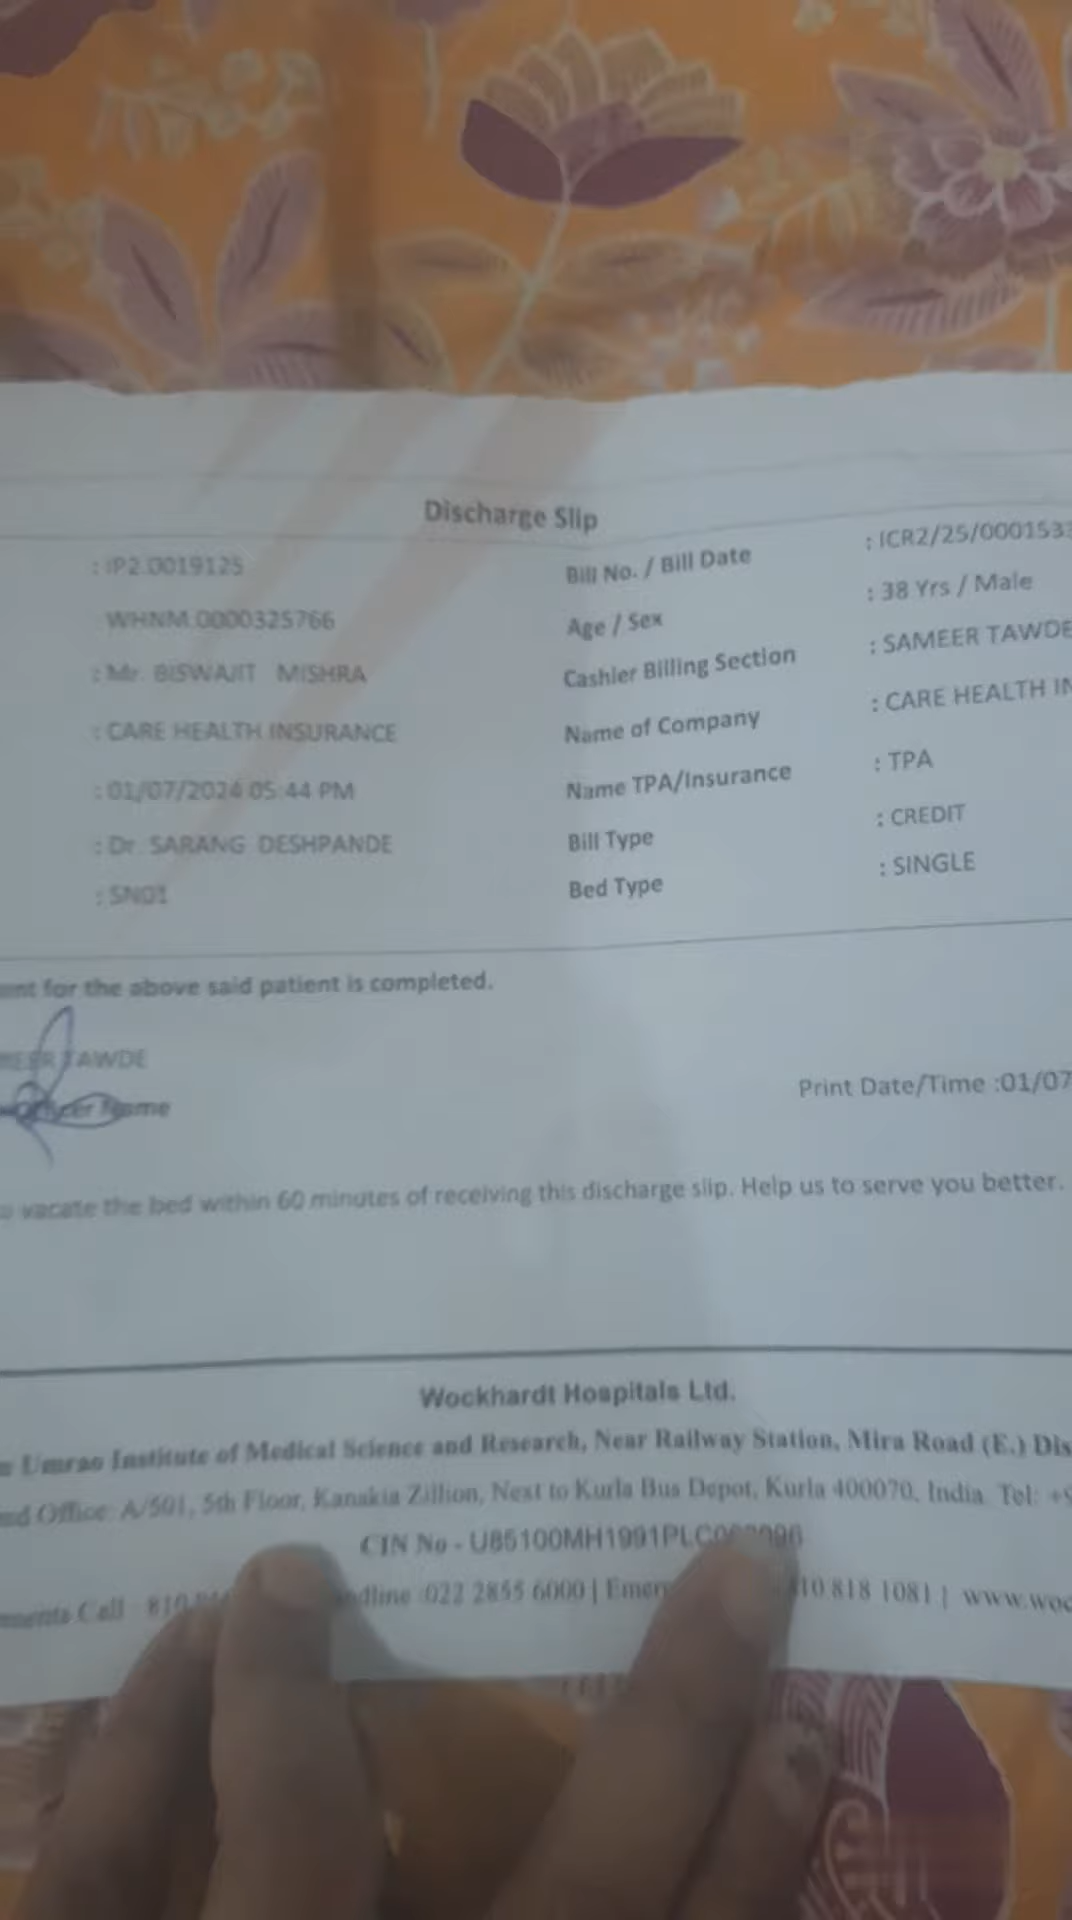 Discharge Slip
: IP2.0019125 Bill No. / Bill Date : ICR2/25/000153
WHNM.0000325766 Age / Sex : 38 Yrs / Male
: Mr. BISWAJIT MISHRA Cashier Billing Section : SAMEER TAWDE
: CARE HEALTH INSURANCE Name of Company : CARE HEALTH IN
: 01/07/2024 05:44 PM Name TPA/Insurance : TPA
: Dr. SARANG DESHPANDE Bill Type : CREDIT
: SN01 Bed Type : SINGLE
for the above said patient is completed.
TAWDE
Name Print Date/Time :01/07
vacate the bed within 60 minutes of receiving this discharge slip. Help us to serve you better.
Wockhardt Hospitals Ltd.
Umrao Institute of Medical Science and Research, Near Railway Station, Mira Road (E.) Dis
Office: A/501, 5th Floor, Kanakia Zillion, Next to Kurla Bus Depot, Kurla 400070, India. Tel: +9
CIN No - U85100MH1991PLC
Call : 810 dline :022 2855 6000 | Emer 10 818 1081 | www.woc